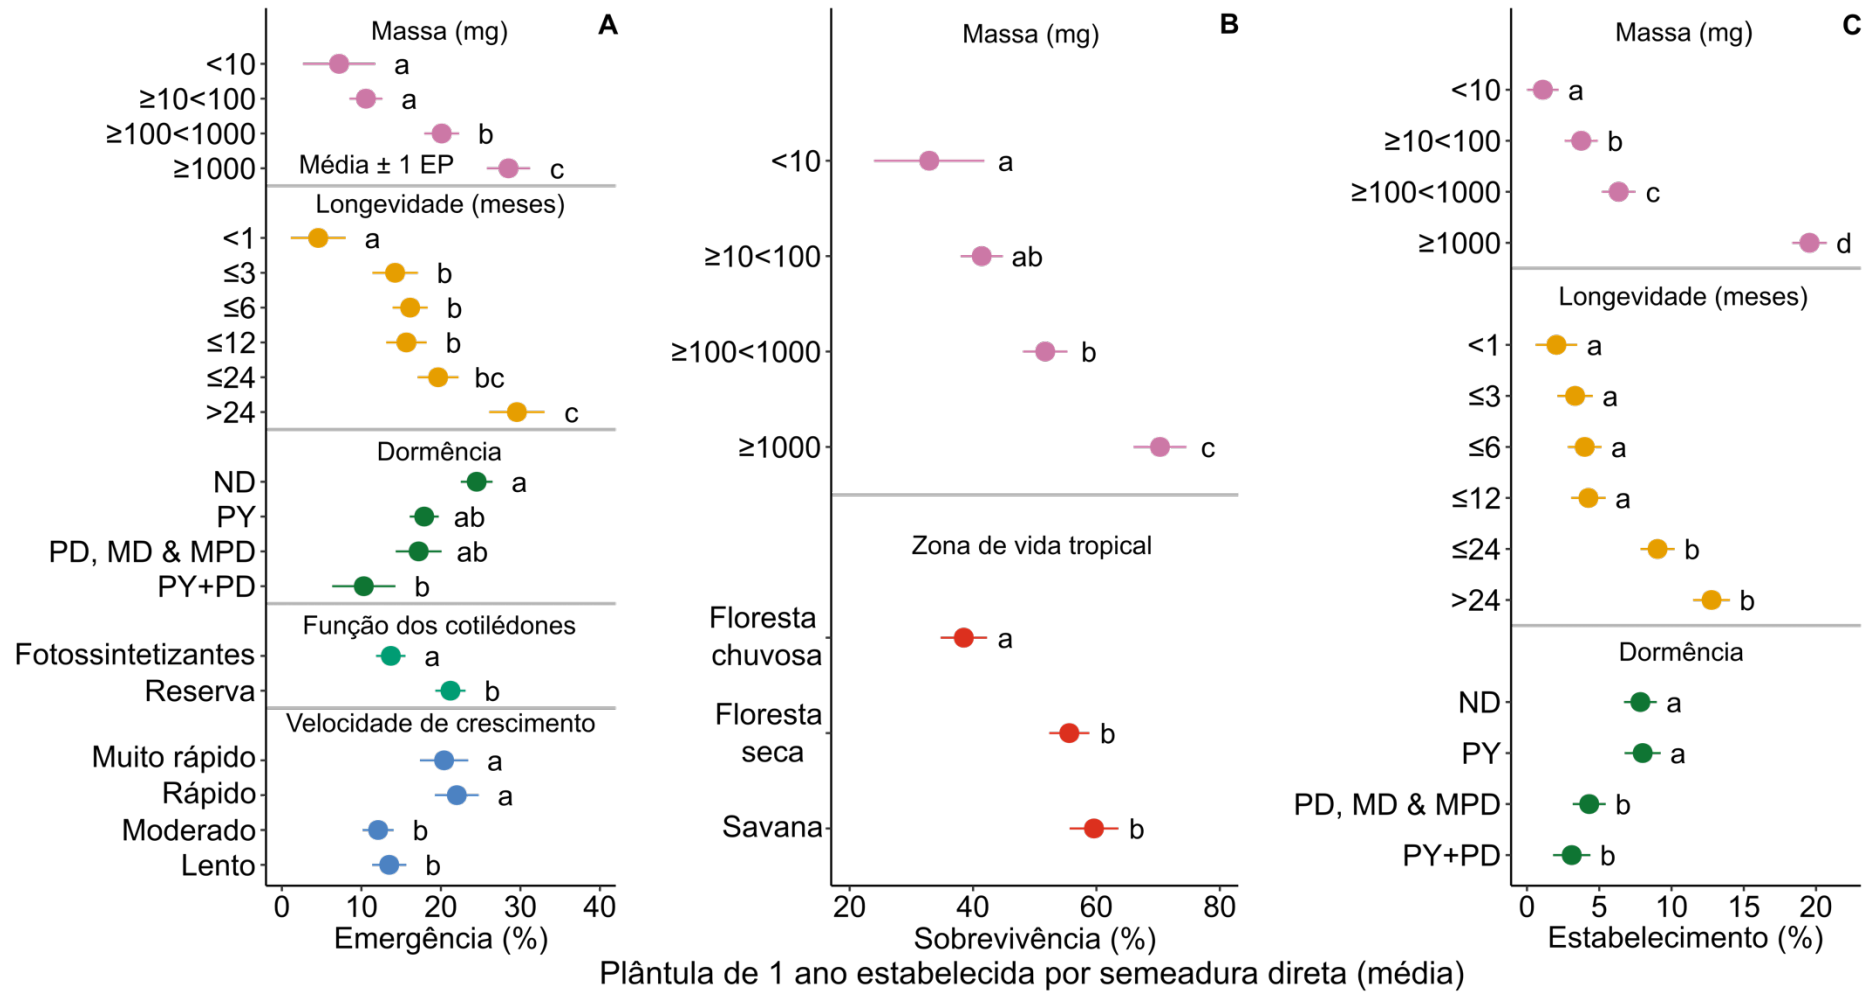 A
Massa (mg)
<10 a
≥10<100 a
≥100<1000 b
≥1000 Média ± 1 EP c
Longevidade (meses)
<1 a
≤3 b
≤6 b
≤12 b
≤24 bc
>24 c
Dormência
ND a
PY ab
PD, MD & MPD ab
PY+PD b
Função dos cotilédones
Fotossintetizantes a
Reserva b
Velocidade de crescimento
Muito rápido a
Rápido a
Moderado b
Lento b
0 10 20 30 40
Emergência (%)
B
Massa (mg)
<10 a
≥10<100 ab
≥100<1000 b
≥1000 c
Zona de vida tropical
Floresta
chuvosa a
Floresta
seca b
Savana b
20 40 60 80
Sobrevivência (%)
C
Massa (mg)
<10 a
≥10<100 b
≥100<1000 c
≥1000 d
Longevidade (meses)
<1 a
≤3 a
≤6 a
≤12 a
≤24 b
>24 b
Dormência
ND a
PY a
PD, MD & MPD b
PY+PD b
0 5 10 15 20
Estabelecimento (%)
Plântula de 1 ano estabelecida por semeadura direta (média)